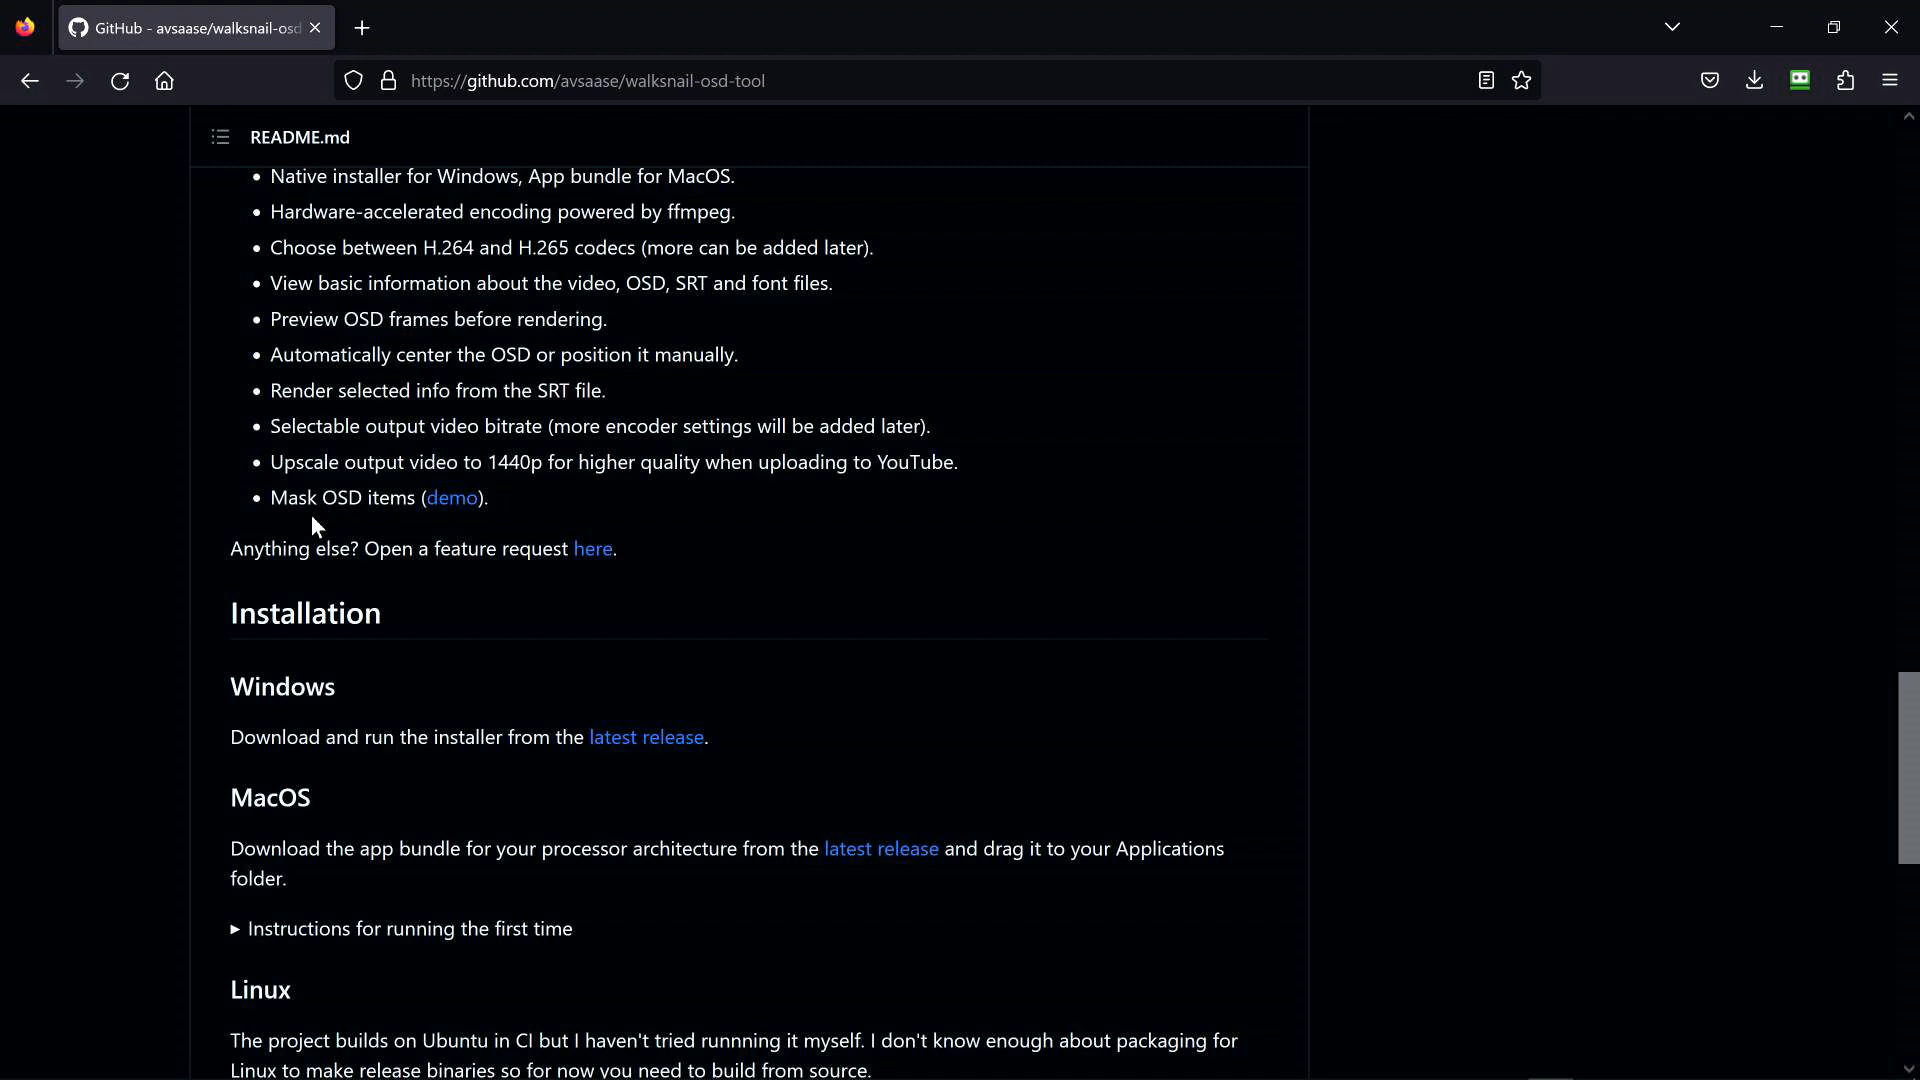 GitHub - avsaase/walksnail-osd
https://github.com/avsaase/walksnail-osd-tool
README.md
• Native installer for Windows, App bundle for MacOS.
• Hardware-accelerated encoding powered by ffmpeg.
• Choose between H.264 and H.265 codecs (more can be added later).
• View basic information about the video, OSD, SRT and font files.
• Preview OSD frames before rendering.
• Automatically center the OSD or position it manually.
• Render selected info from the SRT file.
• Selectable output video bitrate (more encoder settings will be added later).
• Upscale output video to 1440p for higher quality when uploading to YouTube.
• Mask OSD items (demo).
Anything else? Open a feature request here.
Installation
Windows
Download and run the installer from the latest release.
MacOS
Download the app bundle for your processor architecture from the latest release and drag it to your Applications
folder.
▶ Instructions for running the first time
Linux
The project builds on Ubuntu in CI but I haven't tried runnning it myself. I don't know enough about packaging for
Linux to make release binaries so for now you need to build from source.